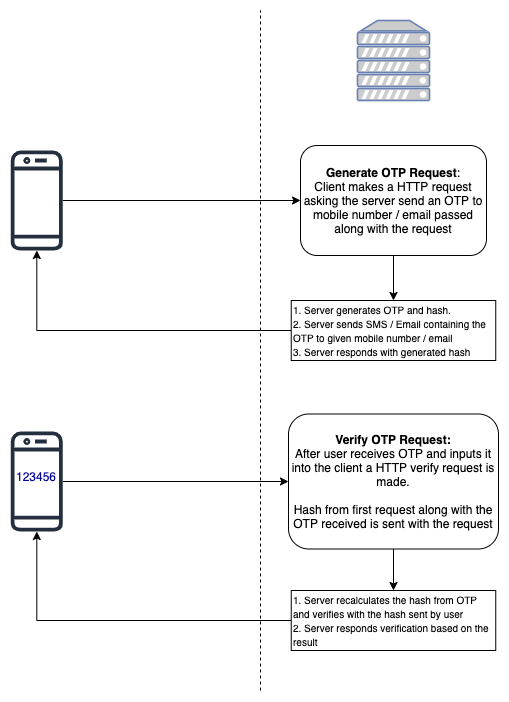 Generate OTP Request:
Client makes a HTTP request
asking the server send an OTP to
mobile number / email passed
along with the request
1. Server generates OTP and hash.
2. Server sends SMS / Email containing the
OTP to given mobile number / email
3. Server responds with generated hash
123456
Verify OTP Request:
After user receives OTP and inputs it
into the client a HTTP verify request is
made.
Hash from first request along with the
OTP received is sent with the request
1. Server recalculates the hash from OTP
and verifies with the hash sent by user
2. Server responds verification based on the
result